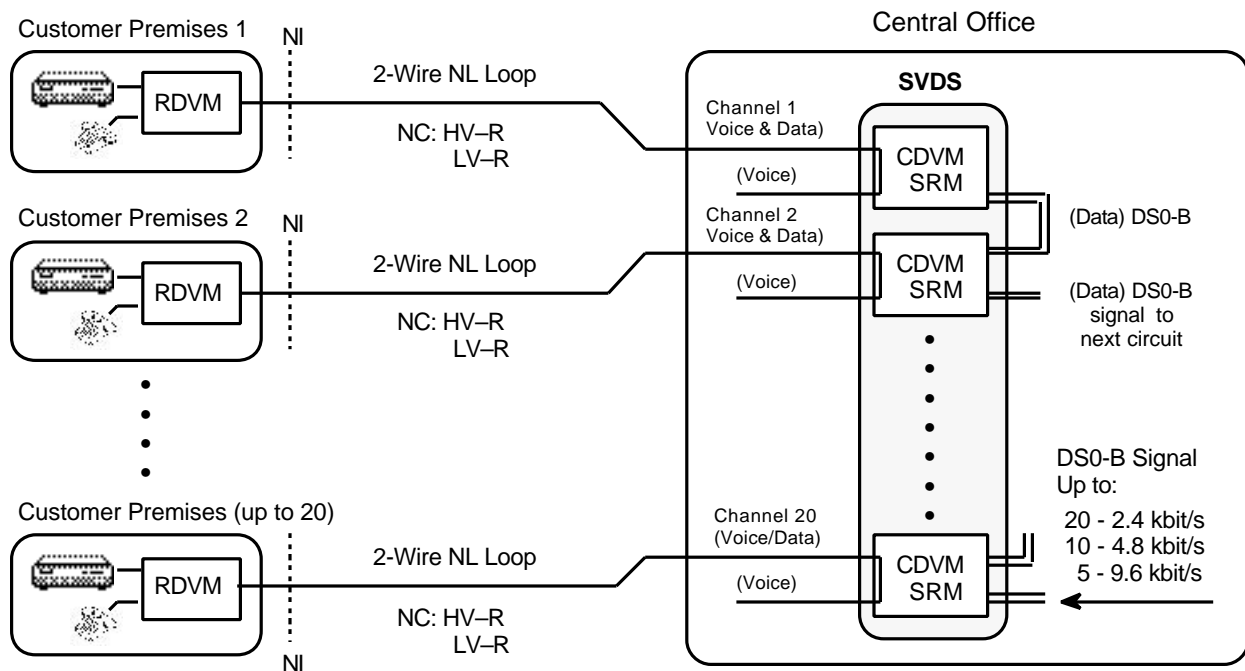 Customer Premises 1
NI
RDVM
2-Wire NL Loop
NC: HV–R
LV–R
Central Office
SVDS
Channel 1
Voice & Data)
(Voice)
CDVM
SRM
(Data) DS0-B
Customer Premises 2
NI
RDVM
2-Wire NL Loop
NC: HV–R
LV–R
Channel 2
Voice & Data)
(Voice)
CDVM
SRM
(Data) DS0-B
signal to
next circuit
Customer Premises (up to 20)
RDVM
2-Wire NL Loop
NC: HV–R
LV–R
NI
Channel 20
(Voice/Data)
(Voice)
CDVM
SRM
DS0-B Signal
Up to:
20 - 2.4 kbit/s
10 - 4.8 kbit/s
5 - 9.6 kbit/s